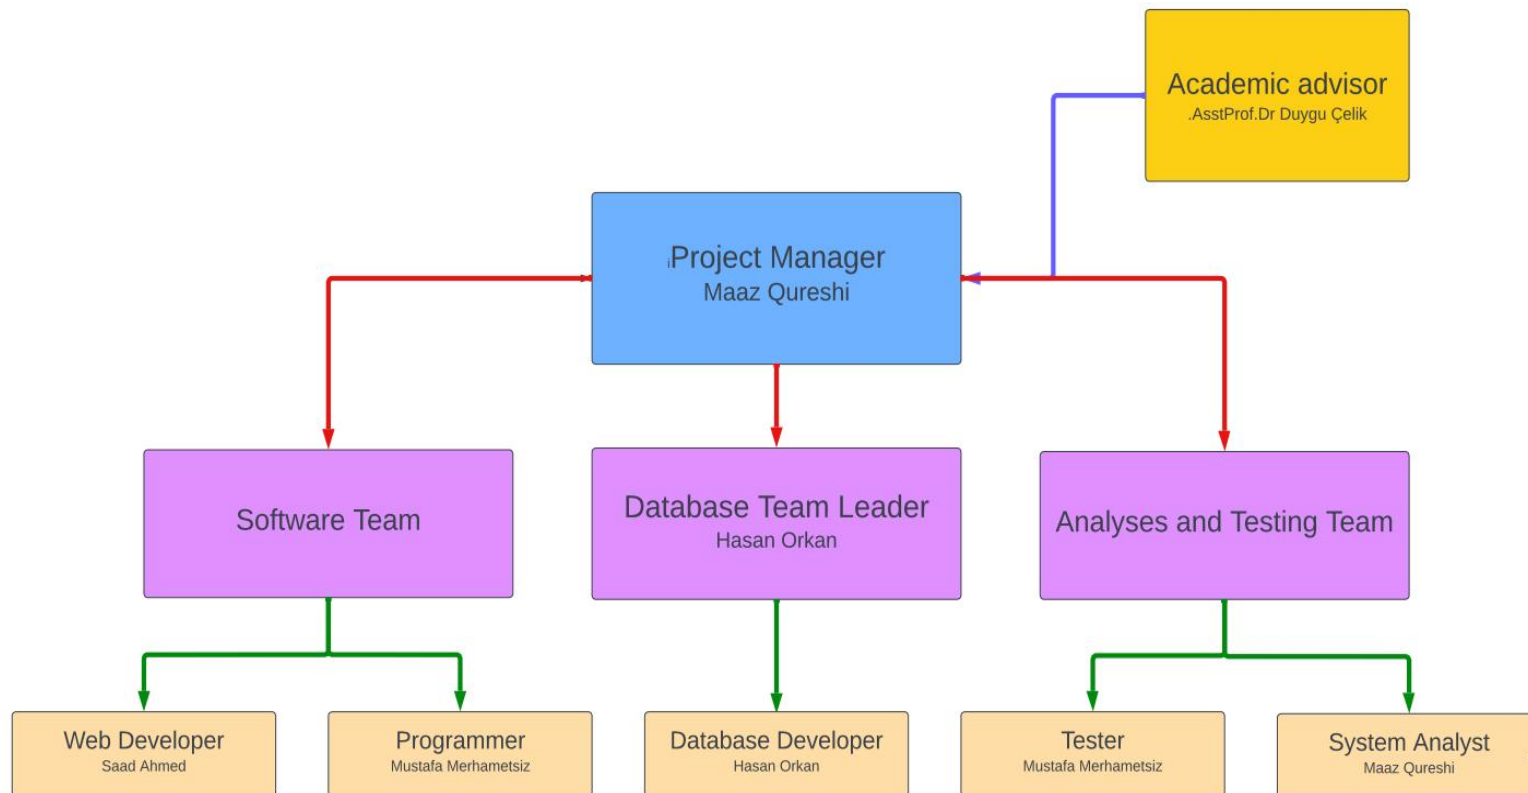 Academic advisor
.AsstProf.Dr Duygu Çelik
Project Manager
Maaz Qureshi
Software Team
Database Team Leader
Hasan Orkan
Analyses and Testing Team
Web Developer
Saad Ahmed
Programmer
Mustafa Merhametsiz
Database Developer
Hasan Orkan
Tester
Mustafa Merhametsiz
System Analyst
Maaz Qureshi